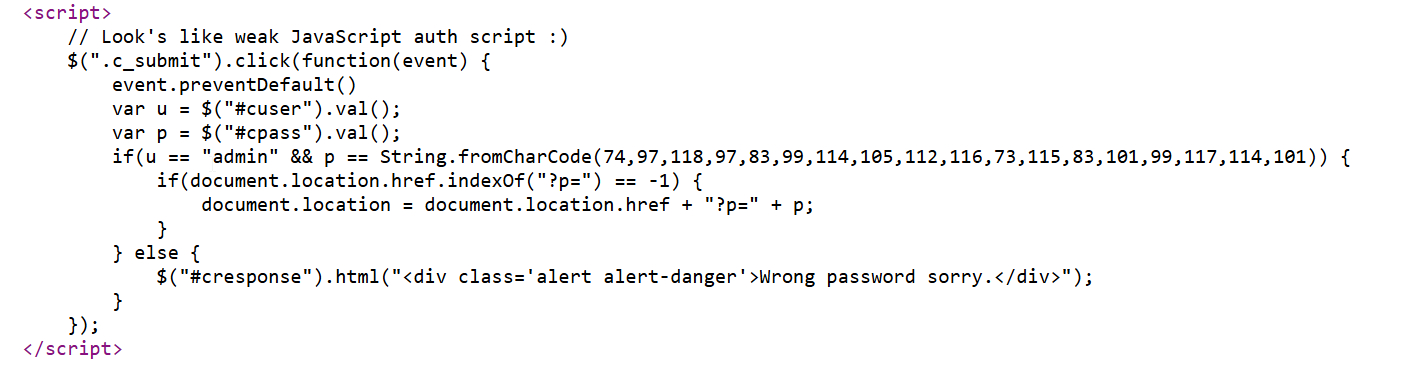 <script>
// Look's like weak JavaScript auth script :)
$(".c_submit").click(function(event) {
event.preventDefault()
var u = $("#cuser").val();
var p = $("#cpass").val();
if(u == "admin" && p == String.fromCharCode(74,97,118,97,83,99,114,105,112,116,73,115,83,101,99,117,114,101)) {
if(document.location.href.indexOf("?p=") == -1) {
document.location = document.location.href + "?p=" + p;
}
} else {
$("#cresponse").html("<div class='alert alert-danger'>Wrong password sorry.</div>");
}
});
</script>